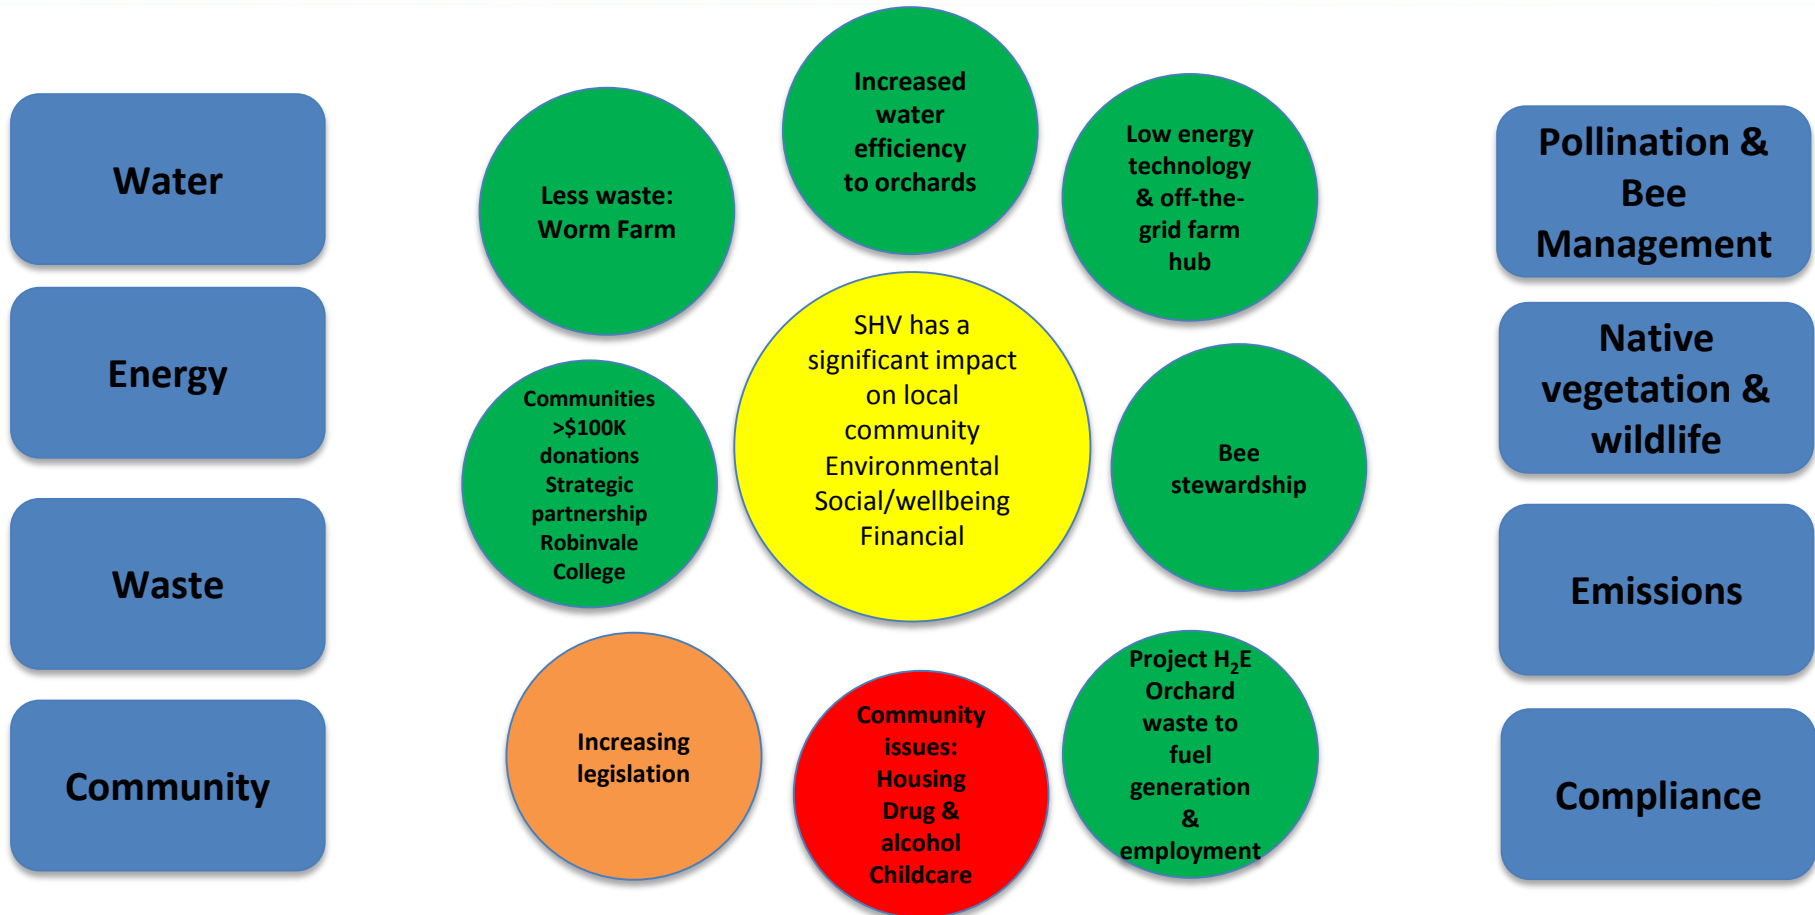 Water
Energy
Waste
Community
Increased
water
efficiency
to orchards
Less waste:
Worm Farm
Low energy
technology
& off-the-
grid farm
hub
SHV has a
significant impact
on local
community
Environmental
Social/wellbeing
Financial
Communities
>$100K
donations
Strategic
partnership
Robinvale
College
Bee
stewardship
Increasing
legislation
Community
issues:
Housing
Drug &
alcohol
Childcare
Project H₂E
Orchard
waste to
fuel
generation
&
employment
Pollination &
Bee
Management
Native
vegetation &
wildlife
Emissions
Compliance